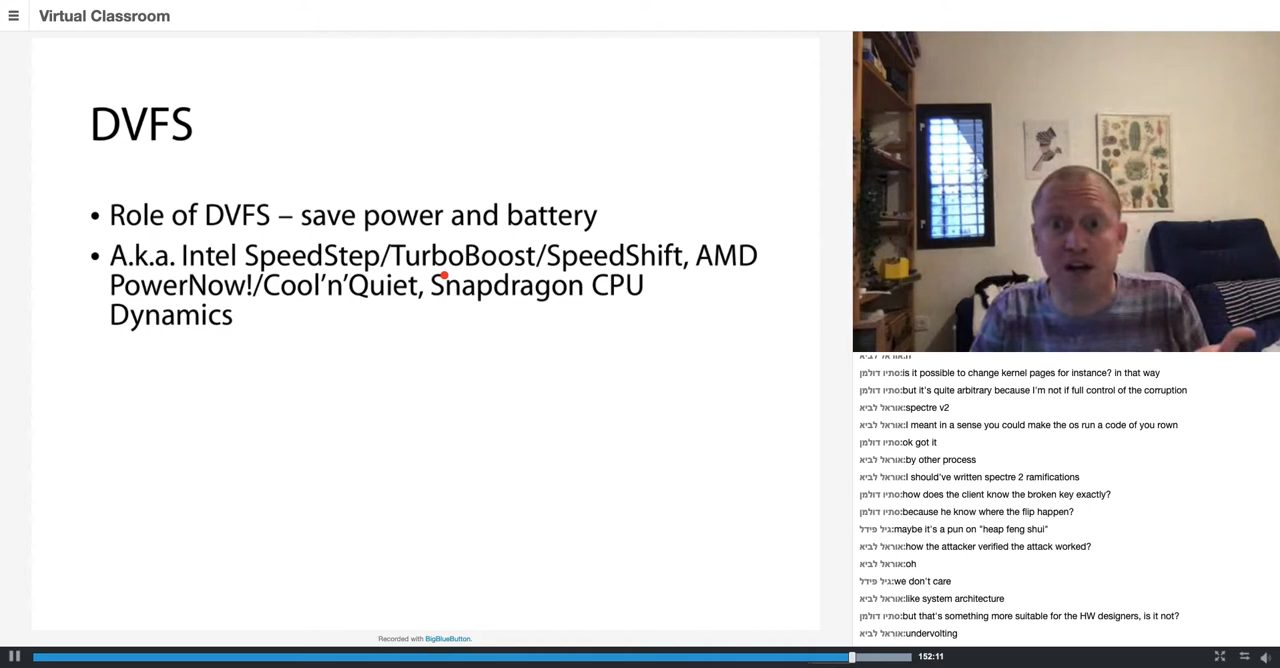 Virtual Classroom
DVFS
• Role of DVFS – save power and battery
• A.k.a. Intel SpeedStep/TurboBoost/SpeedShift, AMD
PowerNow!/Cool’n’Quiet, Snapdragon CPU
Dynamics
Recorded with BigBlueButton.
סתיו דולמן:is it possible to change kernel pages for instance? in that way
סתיו דולמן:but it's quite arbitrary because I'm not if full control of the corruption
אוראל לביא:spectre v2
אוראל לביא:I meant in a sense you could make the os run a code of you rown
סתיו דולמן:ok got it
אוראל לביא:by other process
אוראל לביא:I should've written spectre 2 ramifications
סתיו דולמן:how does the client know the broken key exactly?
סתיו דולמן:because he know where the flip happen?
גיל פידל:maybe it's a pun on "heap feng shui"
אוראל לביא:how the attacker verified the attack worked?
אוראל לביא:oh
גיל פידל:we don't care
אוראל לביא:like system architecture
סתיו דולמן:but that's something more suitable for the HW designers, is it not?
אוראל לביא:undervolting
152:11